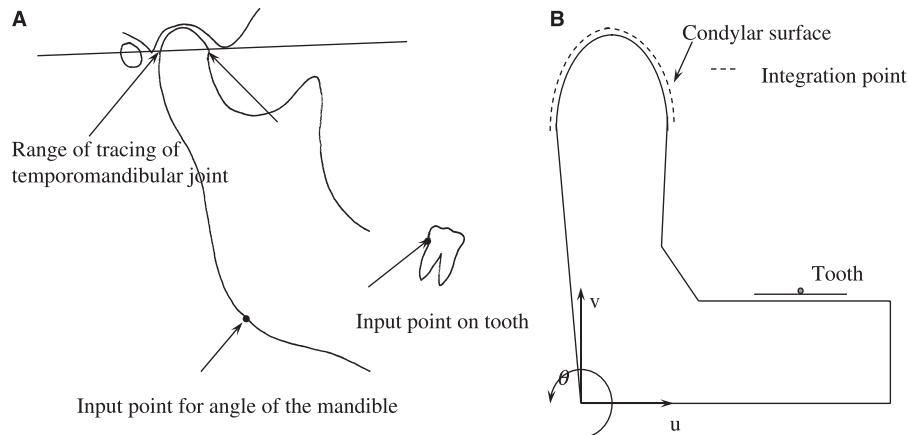 A
Range of tracing of
temporomandibular joint
Input point on tooth
Input point for angle of the mandible
B
Condylar surface
Integration point
Tooth
v
θ
u